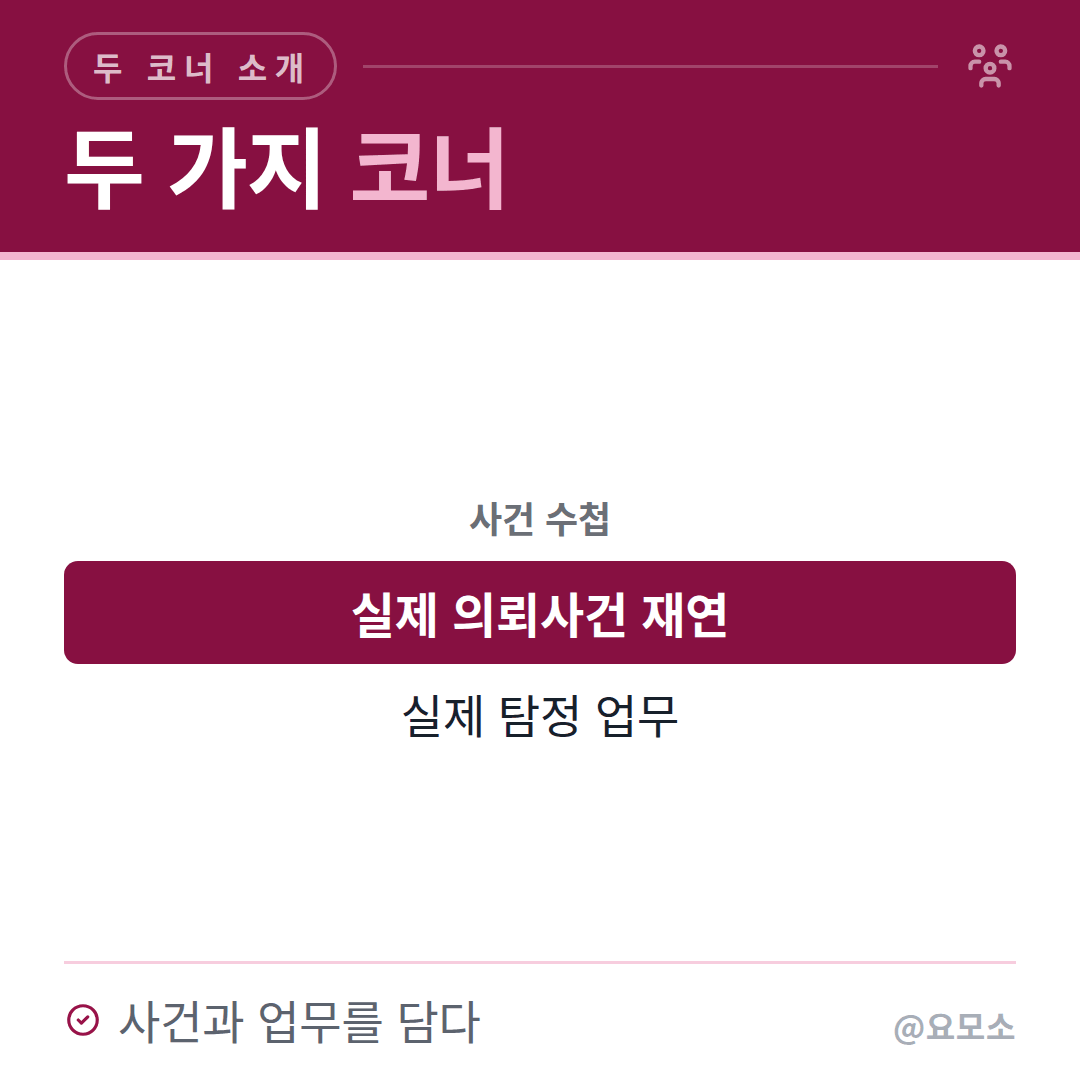 두 코너 소개
두 가지 코너
사건 수첩
실제 의뢰사건 재연
실제 탐정 업무
사건과 업무를 담다
@요모소